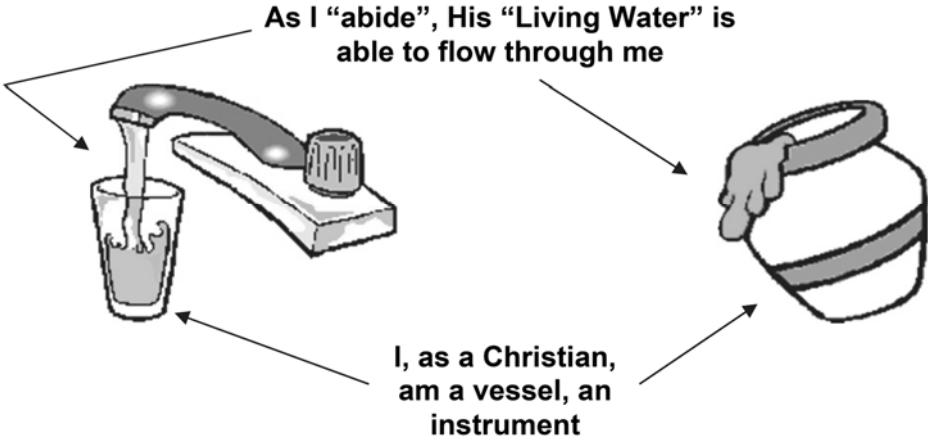 As I “abide”, His “Living Water” is
able to flow through me
I, as a Christian,
am a vessel, an
instrument